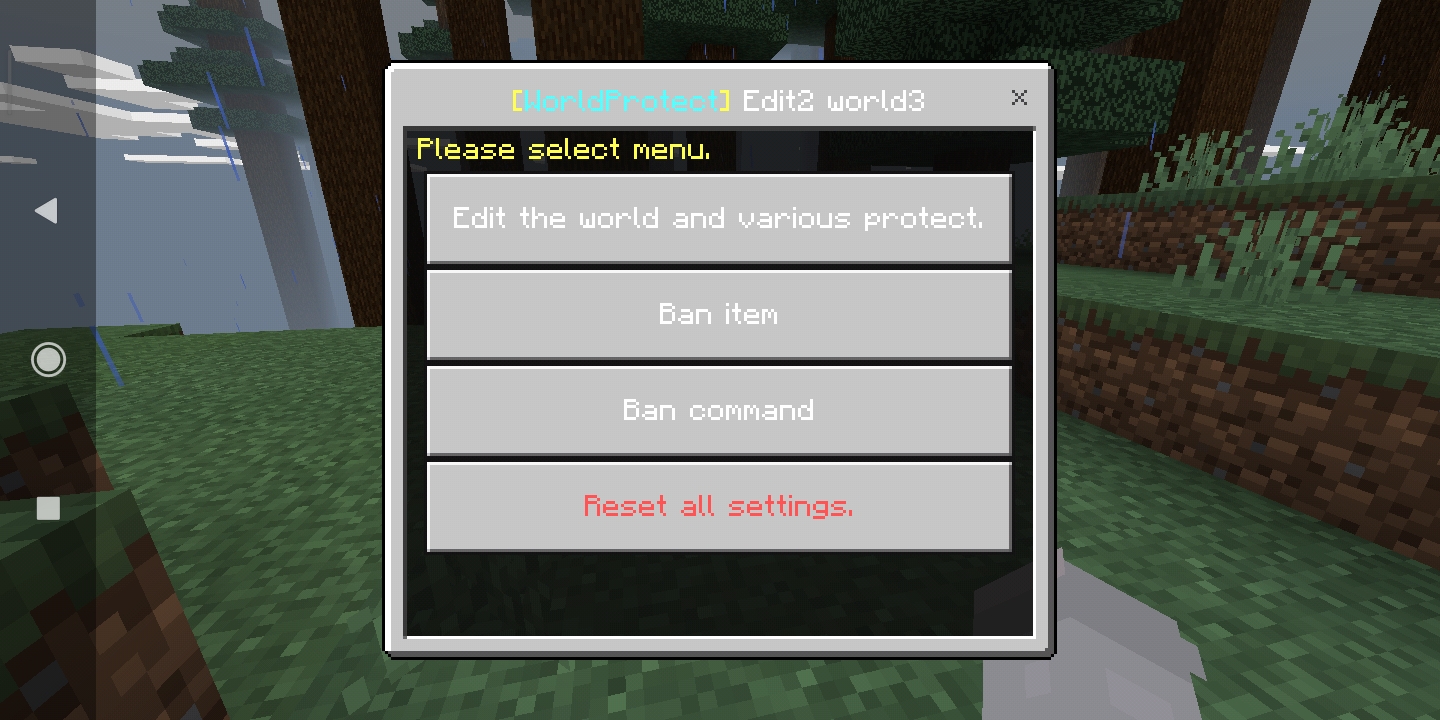 [WorldProtect] Edit2 world3
Please select menu.
Edit the world and various protect.
Ban item
Ban command
Reset all settings.